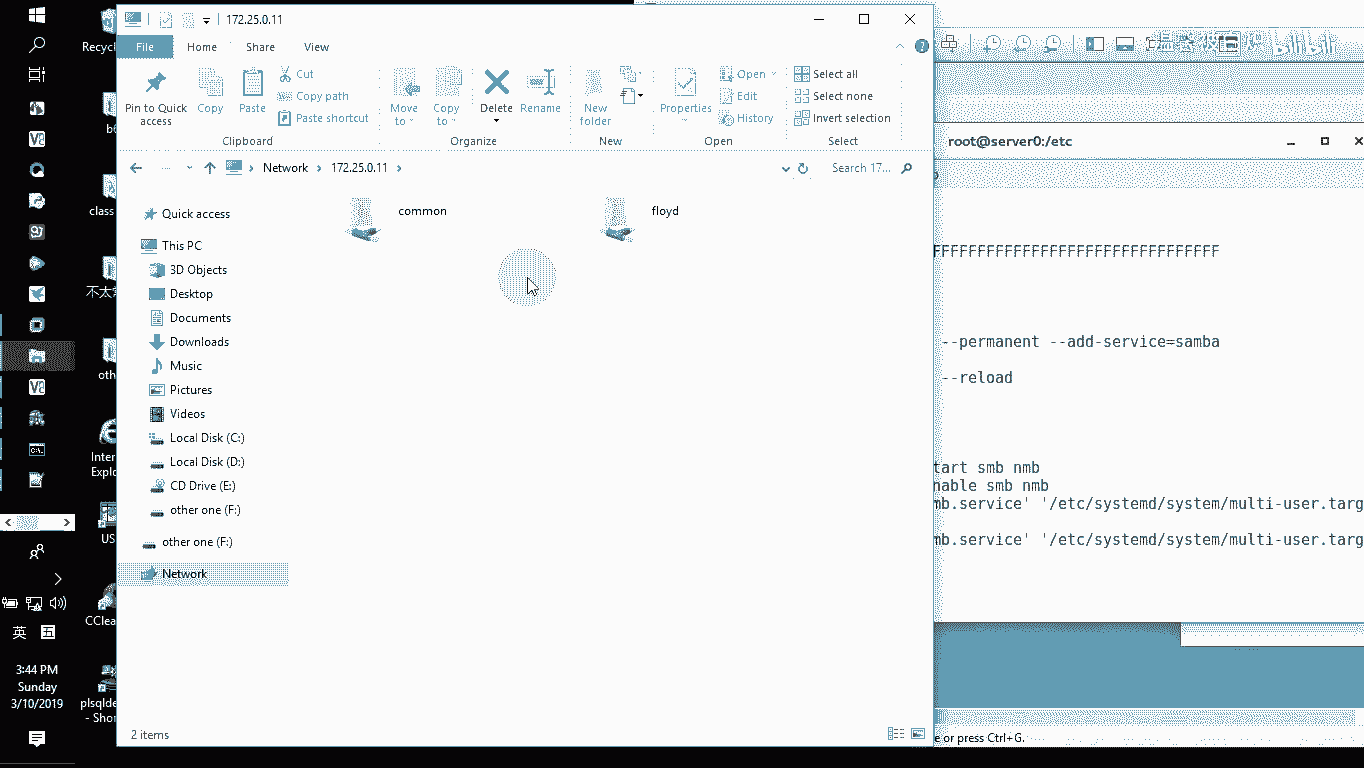 172.25.0.11
File
Home
Share
View
Pin to Quick access
Copy
Paste
Cut
Copy path
Paste shortcut
Clipboard
Move to
Copy to
Delete
Rename
Organize
New folder
New
Properties
Open
Edit
History
Open
Select all
Select none
Invert selection
Select
Network
172.25.0.11
Search 17...
Quick access
This PC
3D Objects
Desktop
Documents
Downloads
Music
Pictures
Videos
Local Disk (C:)
Local Disk (D:)
CD Drive (E:)
other one (F:)
other one (F:)
Network
common
floyd
2 items
Recyc
b
class
不太
oth
Inter
Explo
US
CClea
plsqlde
- Shor
英
五
3:44 PM
Sunday
3/10/2019
bilibili
root@server0:/etc
FFFFFFFFFFFFFFFFFFFFFFFFFFFFFFFF
--permanent --add-service=samba
--reload
tart smb nmb
nable smb nmb
mb.service' '/etc/systemd/system/multi-user.targ
mb.service' '/etc/systemd/system/multi-user.targ
e or press Ctrl+G.